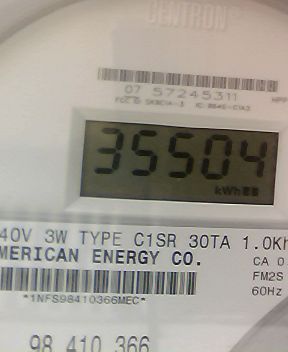 CENTRON
07 57245311
35504
kWh
40V 3W TYPE C1SR 30TA 1.0Kh
MERICAN ENERGY CO.
CA 0.
FM2S
60Hz
*1NFS98410366MEC*
98 410 366